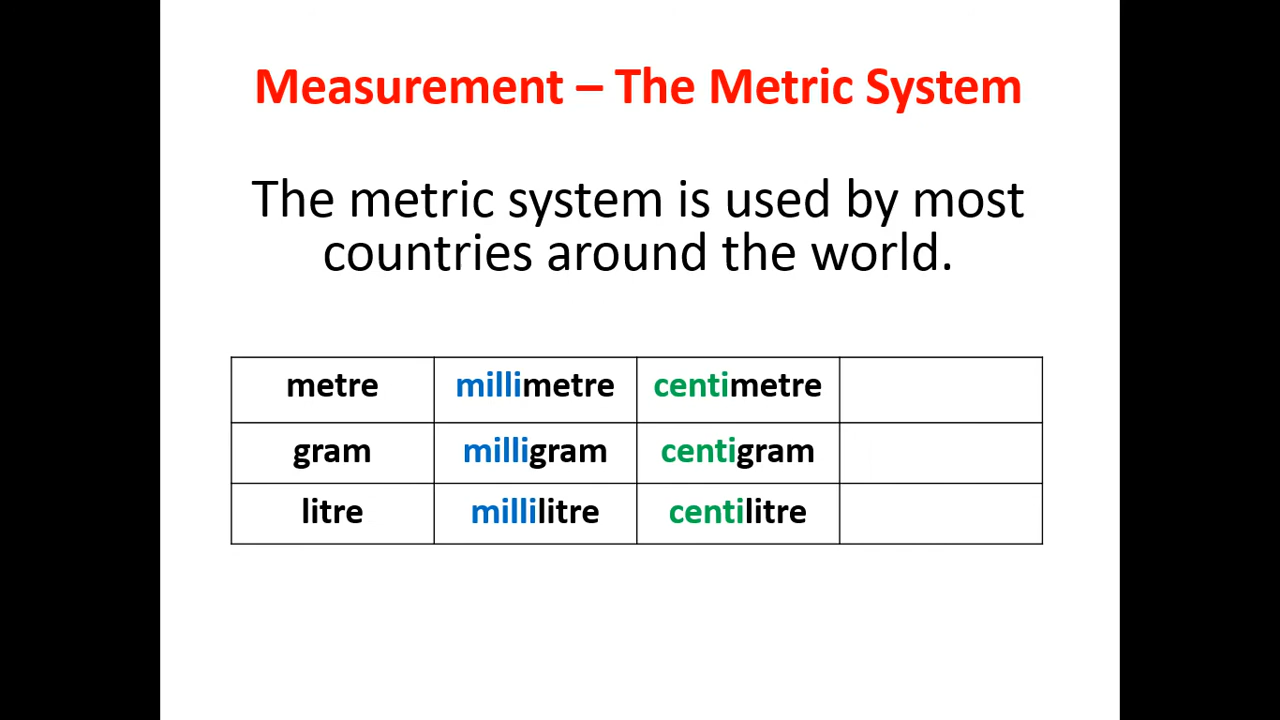 Measurement – The Metric System
The metric system is used by most
countries around the world.
metre millimetre centimetre
gram milligram centigram
litre millilitre centilitre